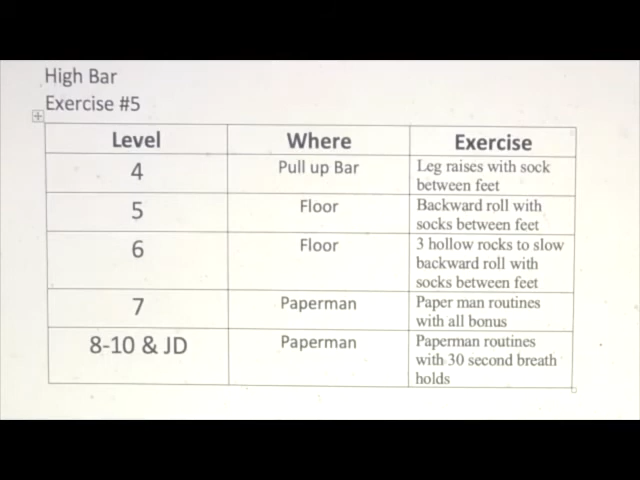 High Bar
Exercise #5
Level Where Exercise
4 Pull up Bar Leg raises with sock
between feet
5 Floor Backward roll with
socks between feet
6 Floor 3 hollow rocks to slow
backward roll with
socks between feet
7 Paperman Paper man routines
with all bonus
8-10 & JD Paperman Paperman routines
with 30 second breath
holds